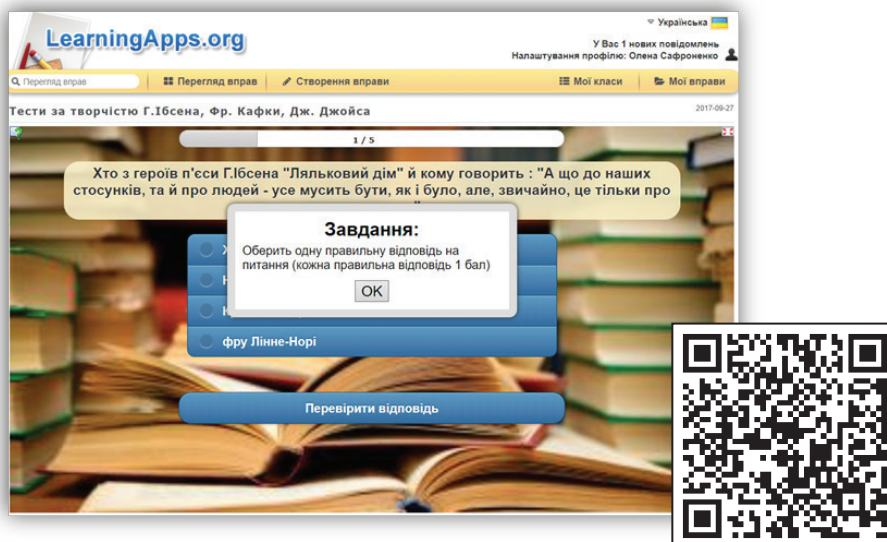 LearningApps.org
Українська
У Вас 1 нових повідомлень
Налаштування профілю: Олена Сафроненко
Перегляд вправ
Перегляд вправ
Створення вправи
Мої класи
Мої вправи
Тести за творчістю Г.Ібсена, Фр. Кафки, Дж. Джойса
2017-09-27
1 / 5
Хто з героїв п'єси Г.Ібсена "Ляльковий дім" й кому говорить : "А що до наших
стосунків, та й про людей - усе мусить бути, як і було, але, звичайно, це тільки про
Завдання:
Оберить одну правильну відповідь на
питання (кожна правильна відповідь 1 бал)
OK
фру Лінне-Норі
Перевірити відповідь